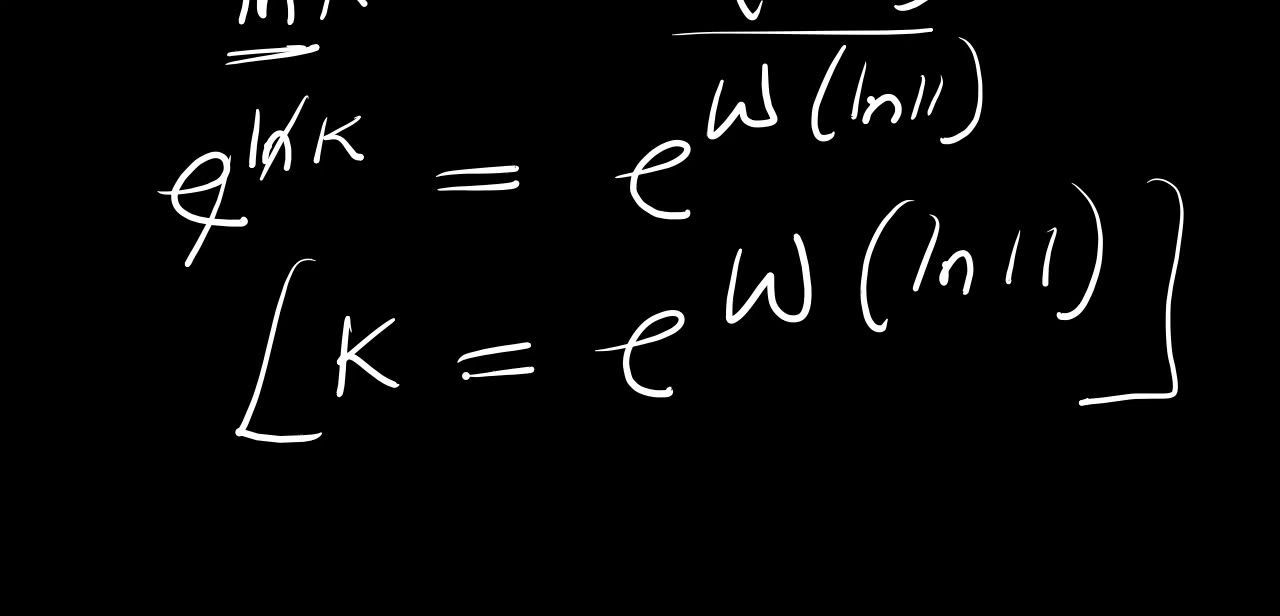 e^{ln K} = e^{W(ln 11)}
[K = e^{W(ln 11)}]